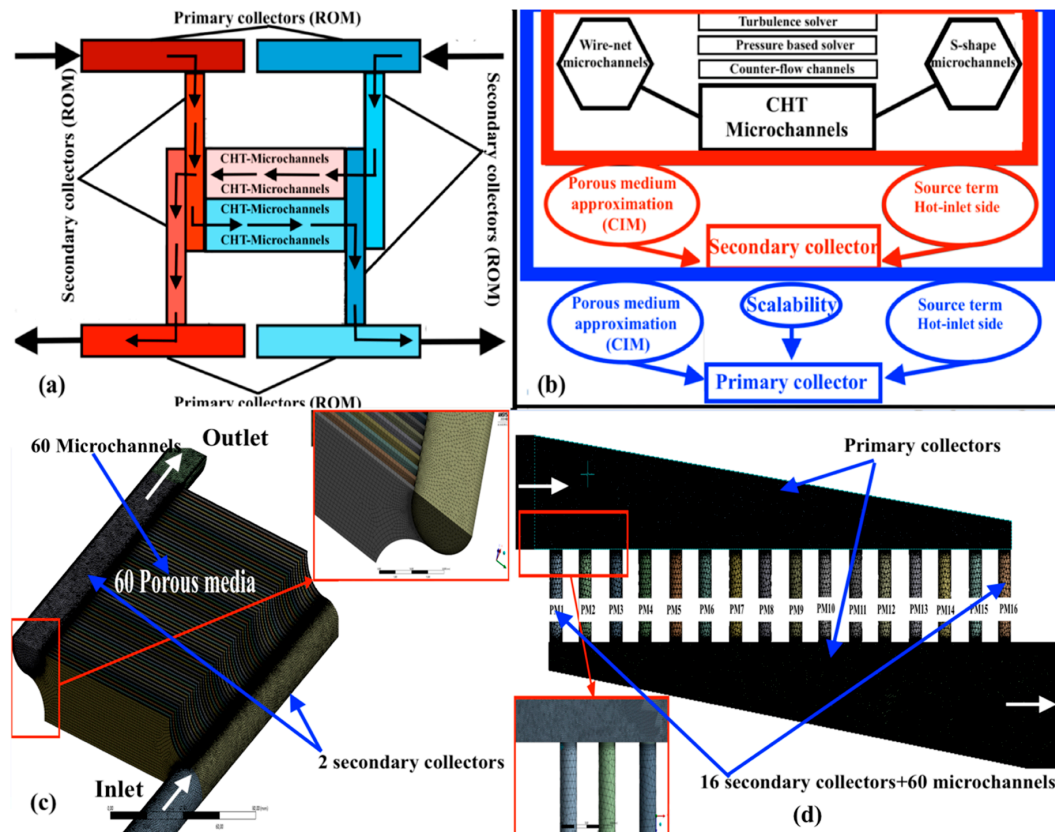 Primary collectors (ROM)
Secondary collectors (ROM)
Secondary collectors (ROM)
CHT-Microchannels
CHT-Microchannels
CHT-Microchannels
CHT-Microchannels
(a)
Primary collectors (ROM)
Turbulence solver
Pressure based solver
Counter-flow channels
Wire-net
microchannels
S-shape
microchannels
CHT
Microchannels
Porous medium
approximation
(CIM)
Source term
Hot-inlet side
Secondary collector
Porous medium
approximation
(CIM)
Scalability
Source term
Hot-inlet side
Primary collector
(b)
60 Microchannels
Outlet
60 Porous media
2 secondary collectors
Inlet
(c)
Primary collectors
PM1 PM2 PM3 PM4 PM5 PM6 PM7 PM8 PM9 PM10 PM11 PM12 PM13 PM14 PM15 PM16
16 secondary collectors+60 microchannels
(d)